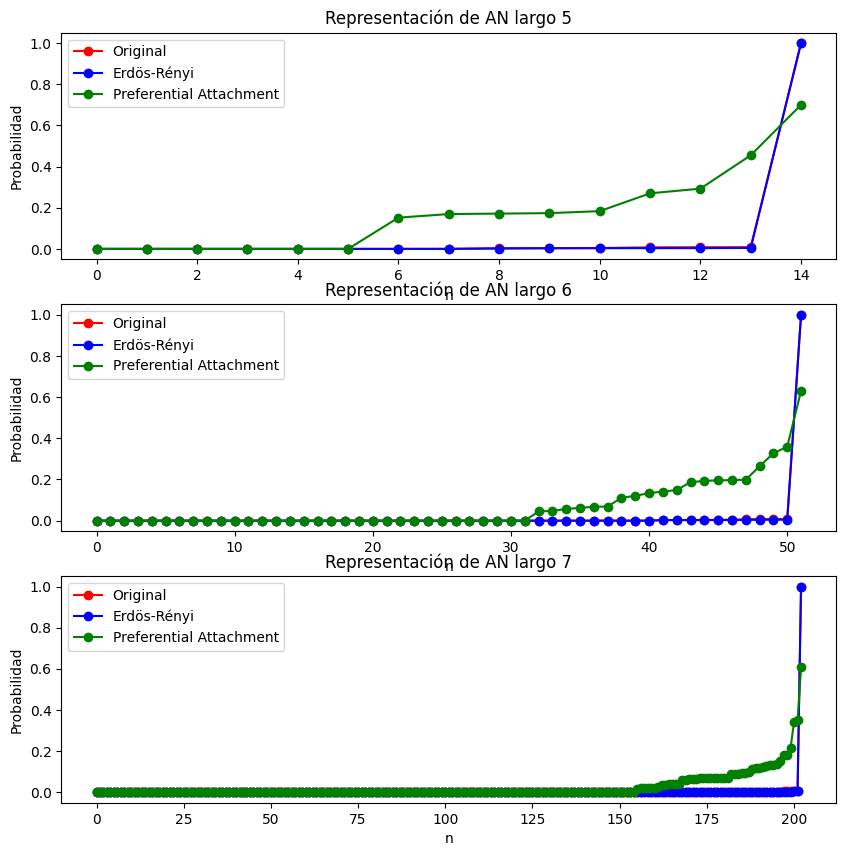 Representación de AN largo 5
Original
Erdös-Rényi
Preferential Attachment
Probabilidad
1.0
0.8
0.6
0.4
0.2
0.0
0 2 4 6 8 10 12 14
n
Representación de AN largo 6
Original
Erdös-Rényi
Preferential Attachment
Probabilidad
1.0
0.8
0.6
0.4
0.2
0.0
0 10 20 30 40 50
n
Representación de AN largo 7
Original
Erdös-Rényi
Preferential Attachment
Probabilidad
1.0
0.8
0.6
0.4
0.2
0.0
0 25 50 75 100 125 150 175 200
n